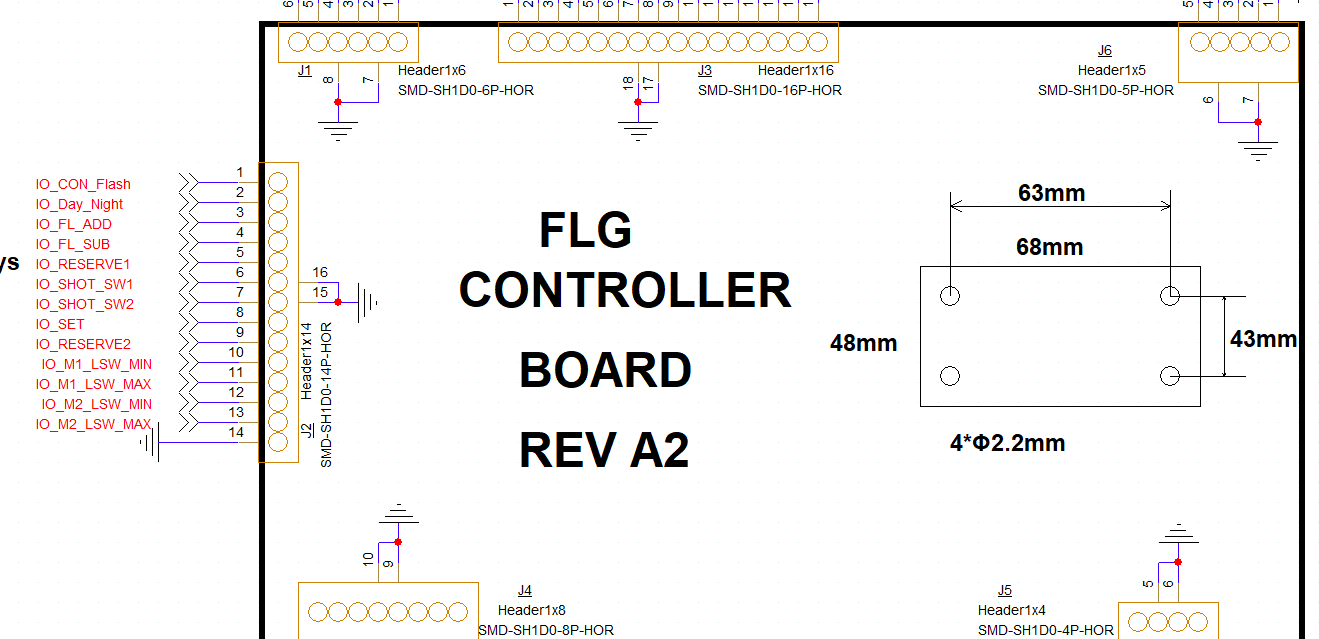 6 5 4 3 2 1
1 2 3 4 5 6 7 8 9 1 1 1 1 1 1 1
5 4 3 2 1
J1
8 7
Header1x6
SMD-SH1D0-6P-HOR
18 17
J3
Header1x16
SMD-SH1D0-16P-HOR
J6
Header1x5
SMD-SH1D0-5P-HOR
6 7
ys
IO_CON_Flash 1
IO_Day_Night 2
IO_FL_ADD 3
IO_FL_SUB 4
IO_RESERVE1 5
IO_SHOT_SW1 6
IO_SHOT_SW2 7
IO_SET 8
IO_RESERVE2 9
IO_M1_LSW_MIN 10
IO_M1_LSW_MAX 11
IO_M2_LSW_MIN 12
IO_M2_LSW_MAX 13
14
16
15
J2
Header1x14
SMD-SH1D0-14P-HOR
FLG
CONTROLLER
BOARD
REV A2
63mm
68mm
48mm
43mm
4*Φ2.2mm
10 9
J4
Header1x8
SMD-SH1D0-8P-HOR
5 6
J5
Header1x4
SMD-SH1D0-4P-HOR